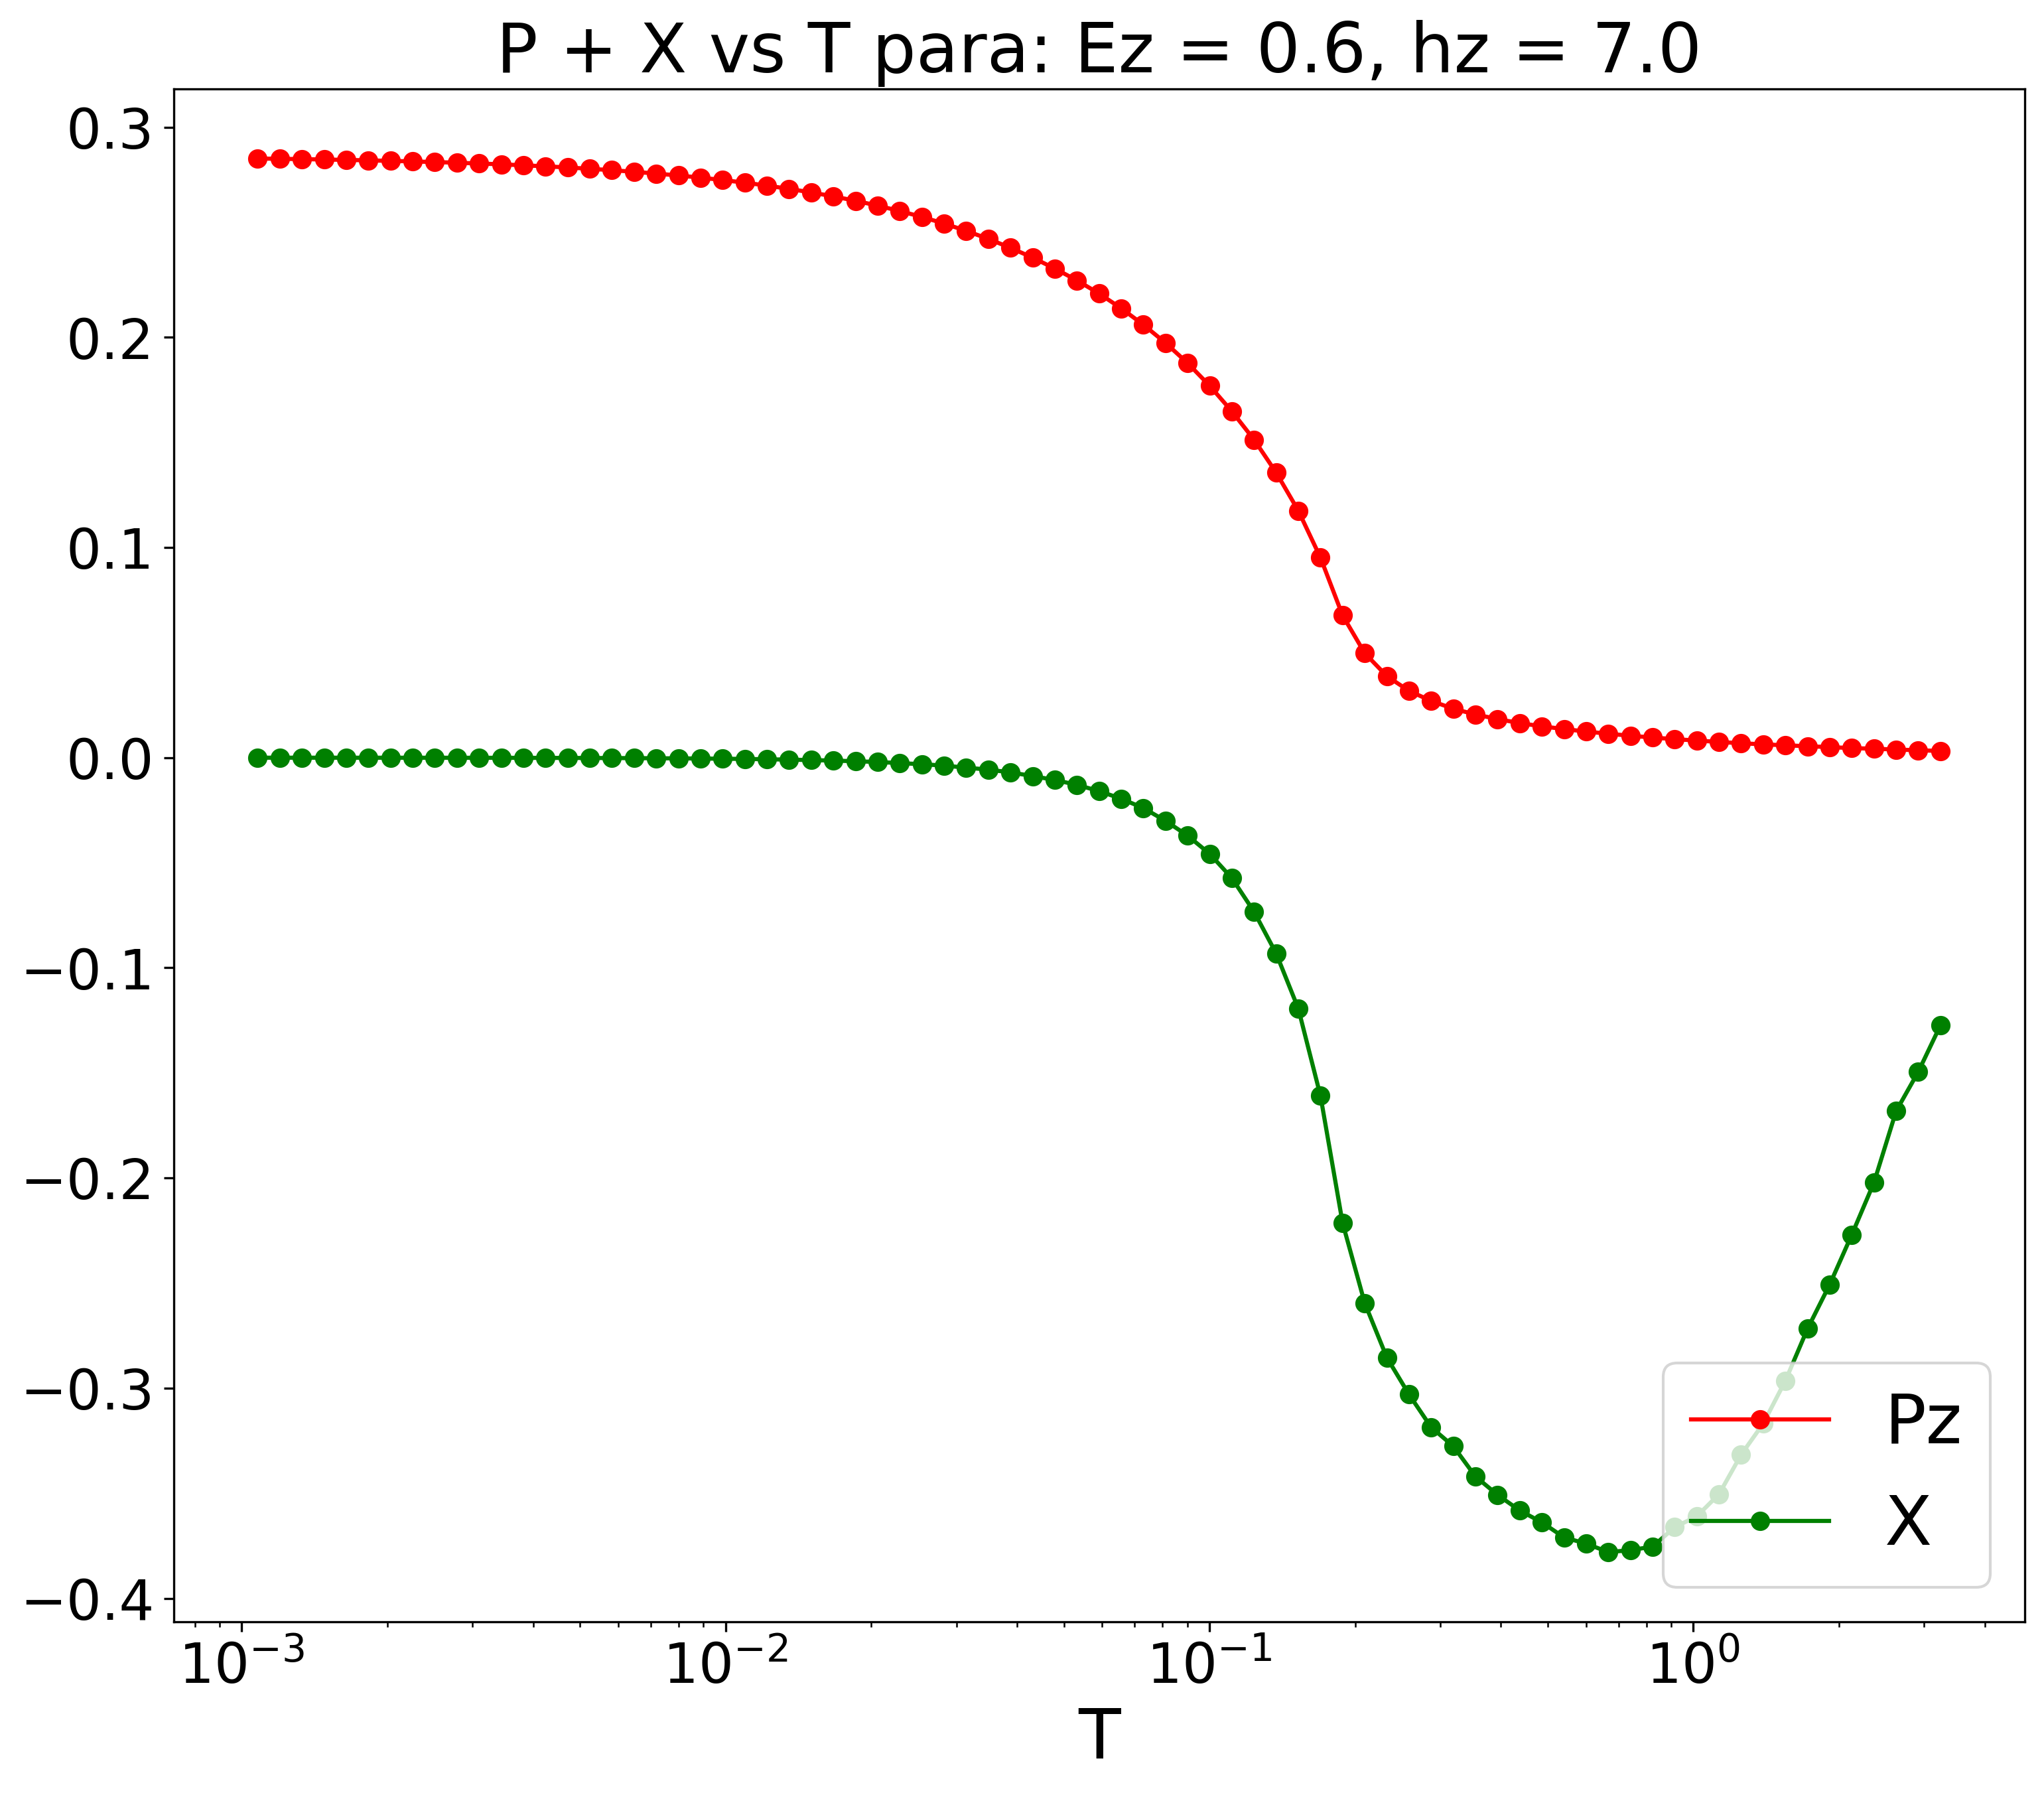 P + X vs T para: Ez = 0.6, hz = 7.0
0.3
0.2
0.1
0.0
−0.1
−0.2
−0.3
−0.4
Pz
X
10⁻³ 10⁻² 10⁻¹ 10⁰
T